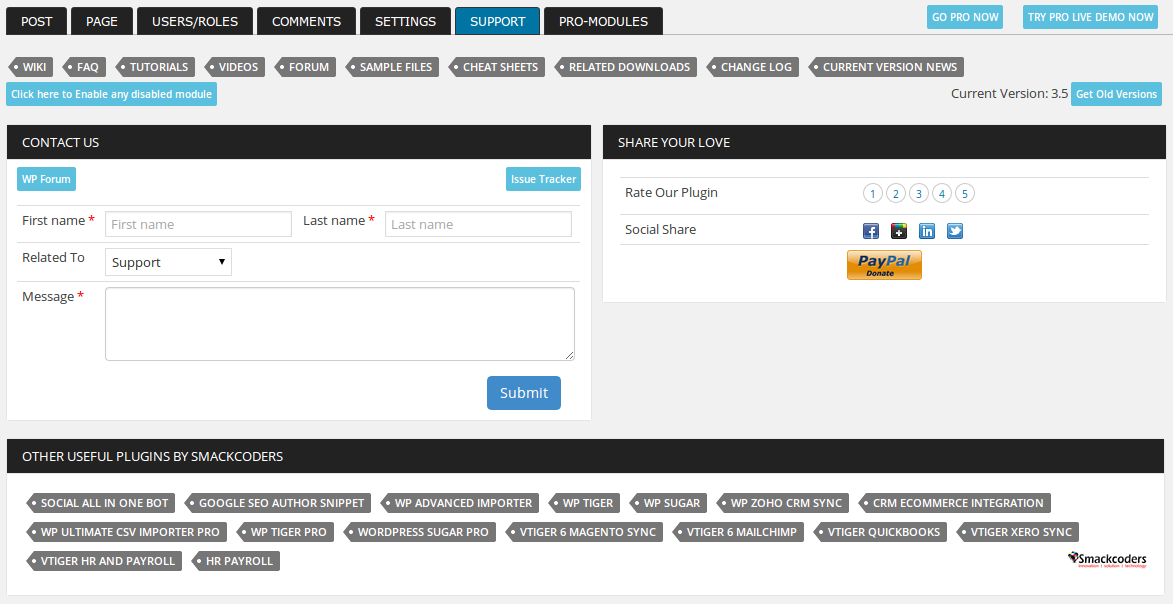 POST PAGE USERS/ROLES COMMENTS SETTINGS SUPPORT PRO-MODULES GO PRO NOW TRY PRO LIVE DEMO NOW
WIKI FAQ TUTORIALS VIDEOS FORUM SAMPLE FILES CHEAT SHEETS RELATED DOWNLOADS CHANGE LOG CURRENT VERSION NEWS
Click here to Enable any disabled module Current Version: 3.5 Get Old Versions
CONTACT US
WP Forum Issue Tracker
First name * First name Last name * Last name
Related To Support
Message *
Submit
SHARE YOUR LOVE
Rate Our Plugin 1 2 3 4 5
Social Share
PayPal
Donate
OTHER USEFUL PLUGINS BY SMACKCODERS
SOCIAL ALL IN ONE BOT GOOGLE SEO AUTHOR SNIPPET WP ADVANCED IMPORTER WP TIGER WP SUGAR WP ZOHO CRM SYNC CRM ECOMMERCE INTEGRATION
WP ULTIMATE CSV IMPORTER PRO WP TIGER PRO WORDPRESS SUGAR PRO VTIGER 6 MAGENTO SYNC VTIGER 6 MAILCHIMP VTIGER QUICKBOOKS VTIGER XERO SYNC
VTIGER HR AND PAYROLL HR PAYROLL Smackcoders
innovation | solution | technology